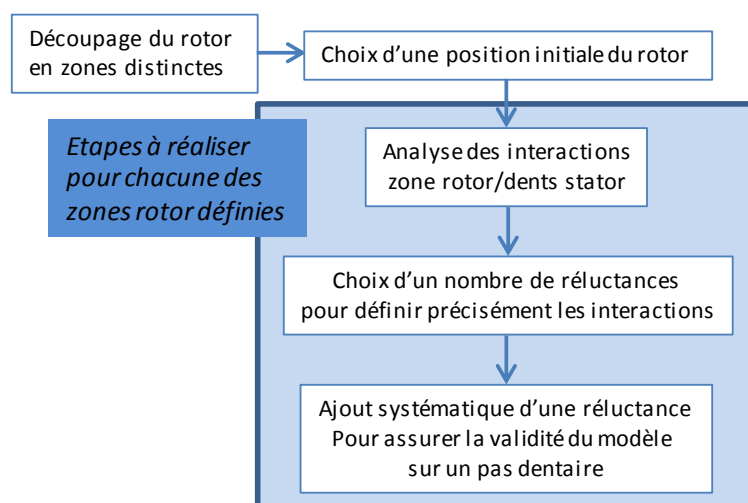 Découpage du rotor
en zones distinctes
Choix d'une position initiale du rotor
Etapes à réaliser
pour chacune des
zones rotor définies
Analyse des interactions
zone rotor/dents stator
Choix d'un nombre de réluctances
pour définir précisément les interactions
Ajout systématique d'une réluctance
Pour assurer la validité du modèle
sur un pas dentaire